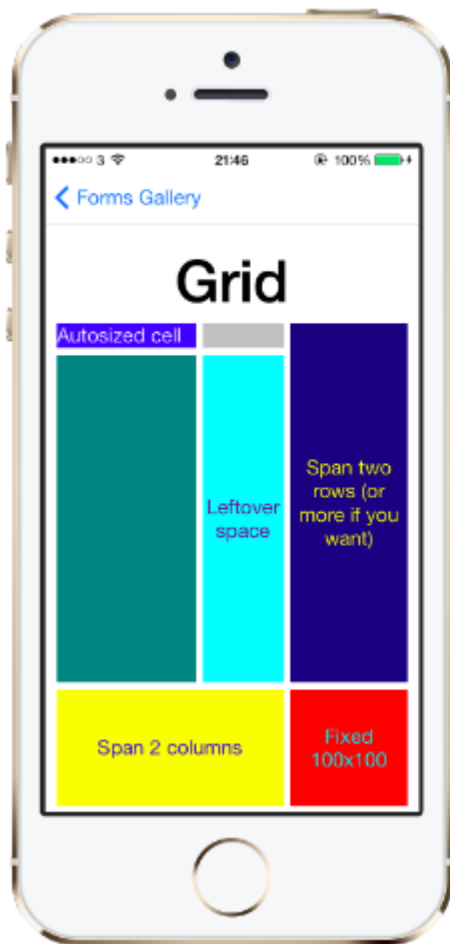 3 21:46 100%
Forms Gallery
Grid
Autosized cell
Leftover
space
Span two
rows (or
more if you
want)
Span 2 columns
Fixed
100x100